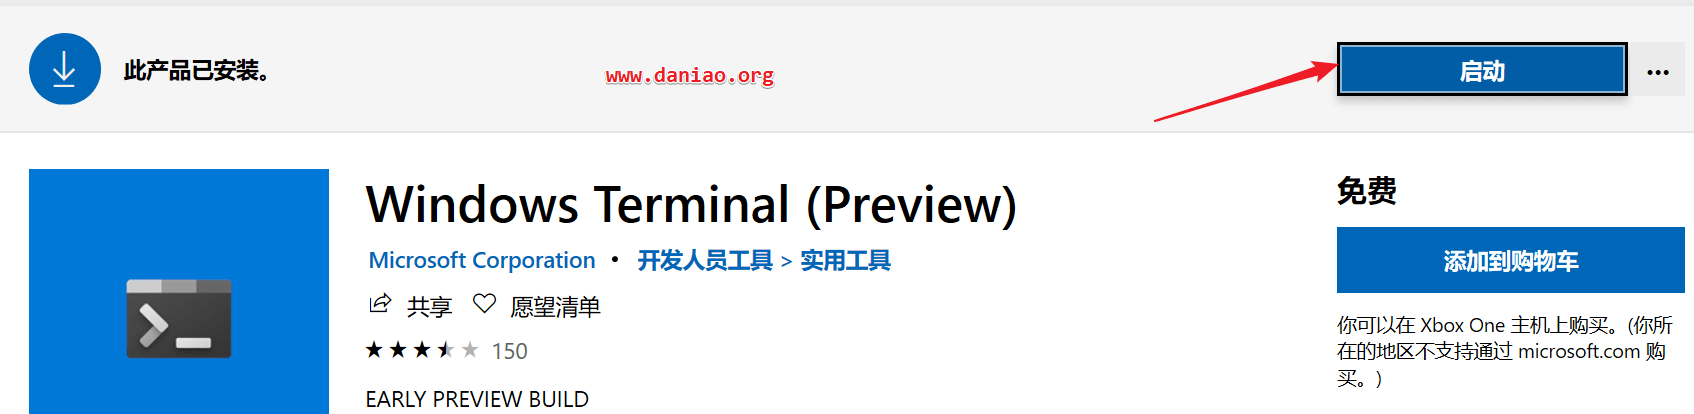 此产品已安装。
www.daniao.org
启动
Windows Terminal (Preview)
Microsoft Corporation • 开发人员工具 > 实用工具
共享 愿望清单
150
EARLY PREVIEW BUILD
免费
添加到购物车
你可以在 Xbox One 主机上购买。(你所
在的地区不支持通过 microsoft.com 购
买。)